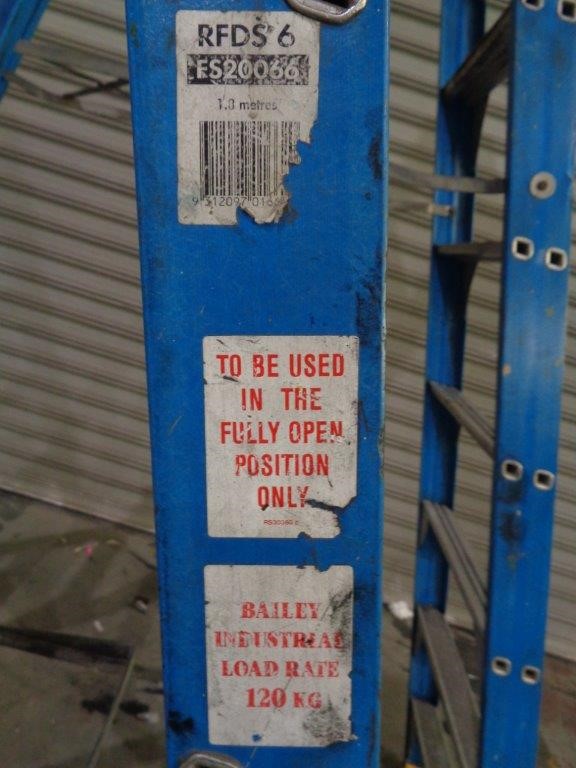 RFDS 6
FS20066
1.8 metres
TO BE USED
IN THE
FULLY OPEN
POSITION
ONLY
BAILEY
INDUSTRIAL
LOAD RATE
120 KG